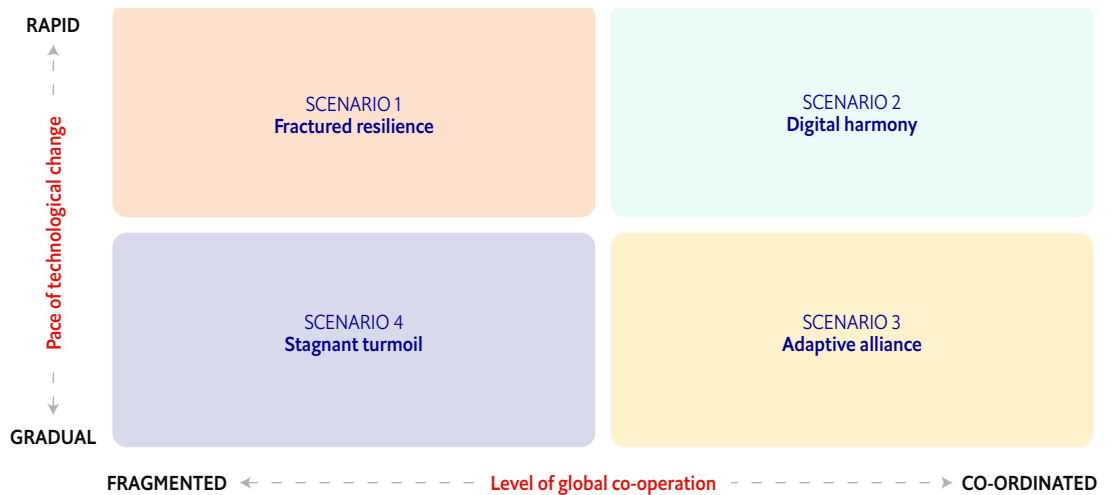 RAPID
SCENARIO 1
Fractured resilience
SCENARIO 2
Digital harmony
Pace of technological change
SCENARIO 4
Stagnant turmoil
SCENARIO 3
Adaptive alliance
GRADUAL
FRAGMENTED
Level of global co-operation
CO-ORDINATED